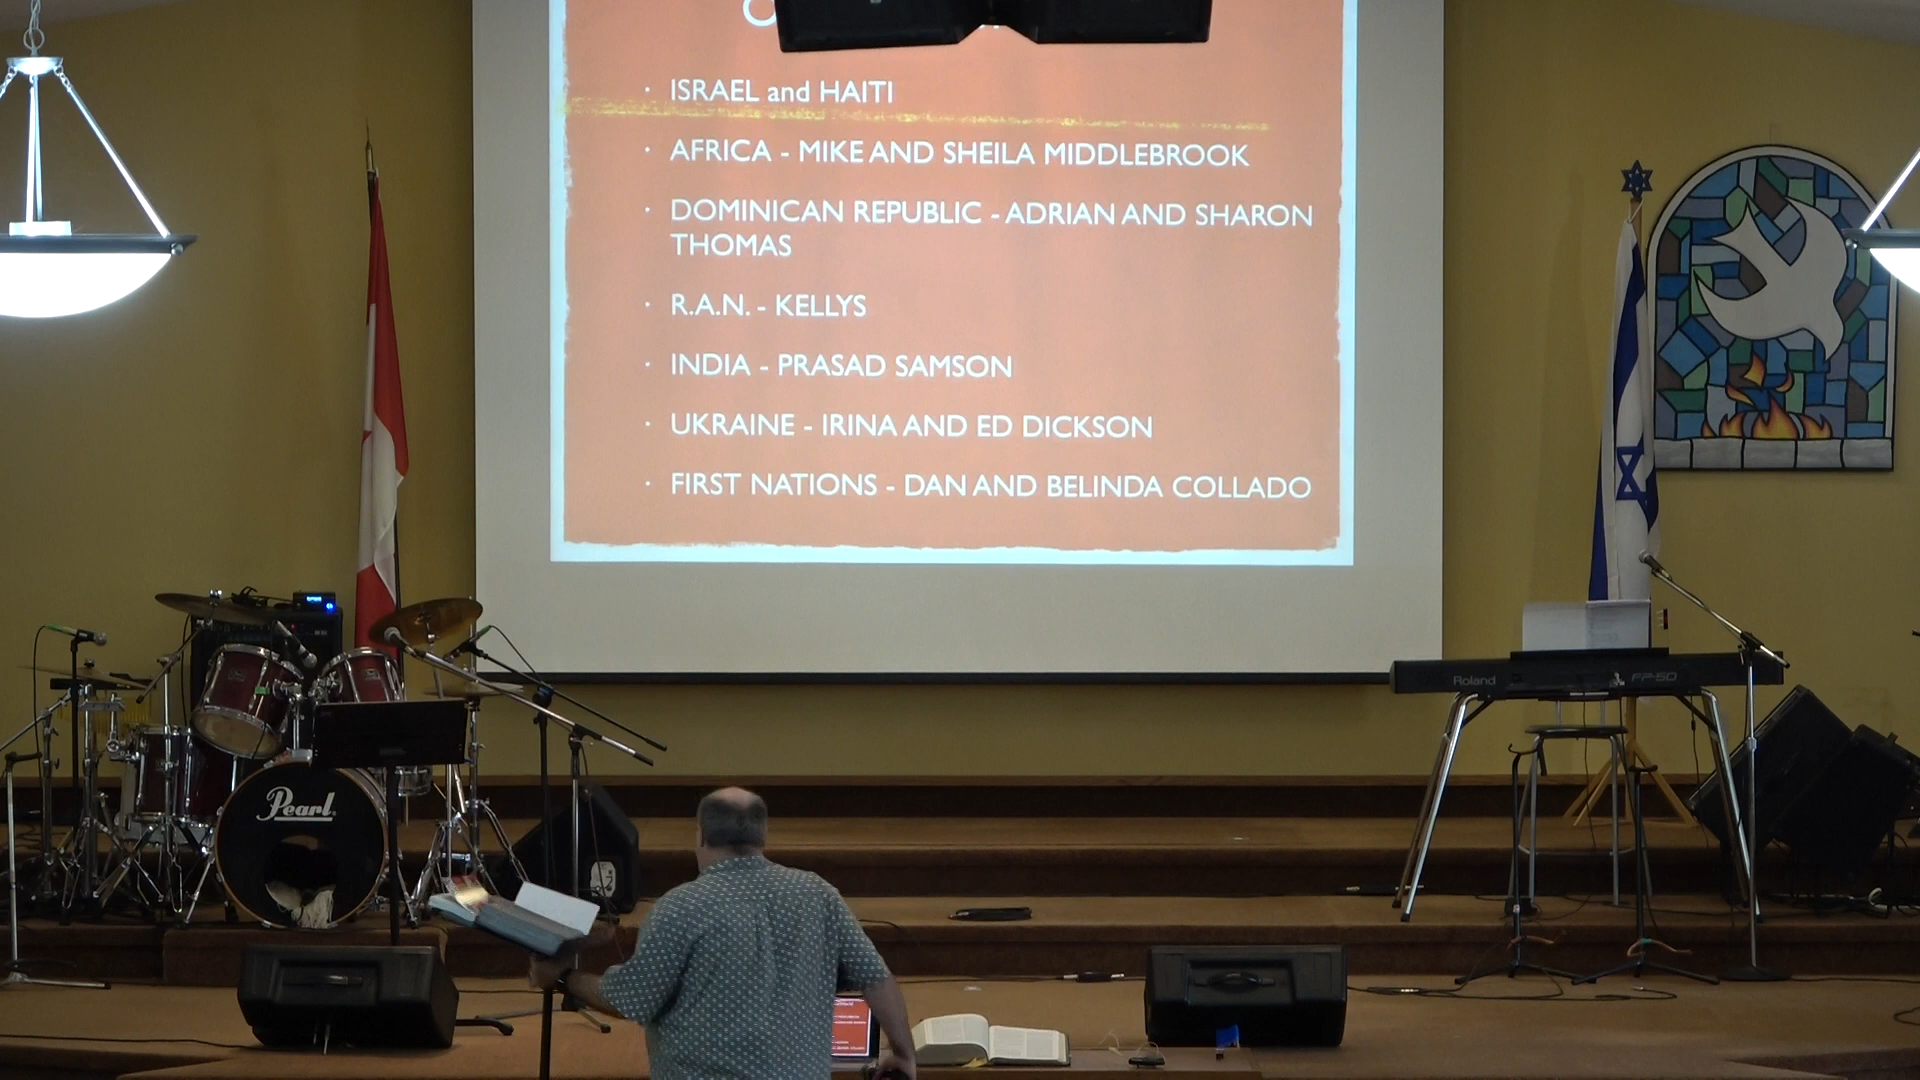 ISRAEL and HAITI
AFRICA - MIKE AND SHEILA MIDDLEBROOK
DOMINICAN REPUBLIC - ADRIAN AND SHARON
THOMAS
R.A.N. - KELLYS
INDIA - PRASAD SAMSON
UKRAINE - IRINA AND ED DICKSON
FIRST NATIONS - DAN AND BELINDA COLLADO
Roland FP-5D
Pearl